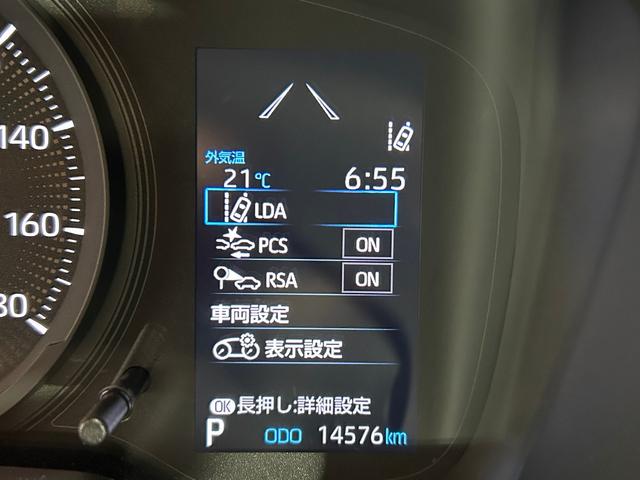 140
160
80
外気温
21℃ 6:55
LDA
PCS ON
RSA ON
車両設定
表示設定
OK長押し:詳細設定
P ODO 14576km